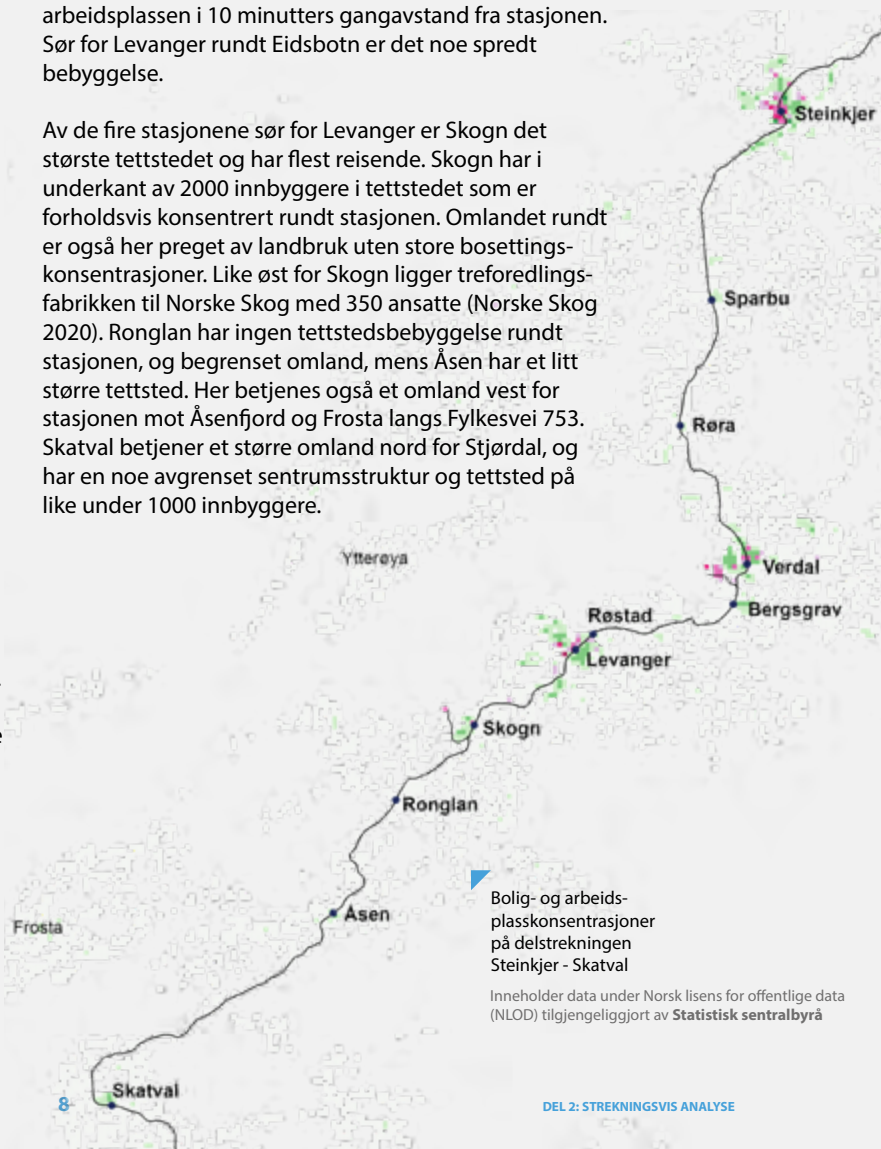 arbeidsplassen i 10 minutters gangavstand fra stasjonen.
Sør for Levanger rundt Eidsbotn er det noe spredt
bebyggelse.
Av de fire stasjonene sør for Levanger er Skogn det
største tettstedet og har flest reisende. Skogn har i
underkant av 2000 innbyggere i tettstedet som er
forholdsvis konsentrert rundt stasjonen. Omlandet rundt
er også her preget av landbruk uten store bosettings-
konsentrasjoner. Like øst for Skogn ligger treforedlings-
fabrikken til Norske Skog med 350 ansatte (Norske Skog
2020). Ronglan har ingen tettstedsbebyggelse rundt
stasjonen, og begrenset omland, mens Åsen har et litt
større tettsted. Her betjenes også et omland vest for
stasjonen mot Åsenfjord og Frosta langs Fylkesvei 753.
Skatval betjener et større omland nord for Stjørdal, og
har en noe avgrenset sentrumsstruktur og tettsted på
like under 1000 innbyggere.
Steinkjer
Sparbu
Røra
Ytterøya
Verdal
Bergsgrav
Røstad
Levanger
Skogn
Ronglan
Åsen
Frosta
Skatval
Bolig- og arbeids-
plasskonsentrasjoner
på delstrekningen
Steinkjer - Skatval
Inneholder data under Norsk lisens for offentlige data
(NLOD) tilgjengeliggjort av Statistisk sentralbyrå
8
DEL 2: STREKNINGSVIS ANALYSE